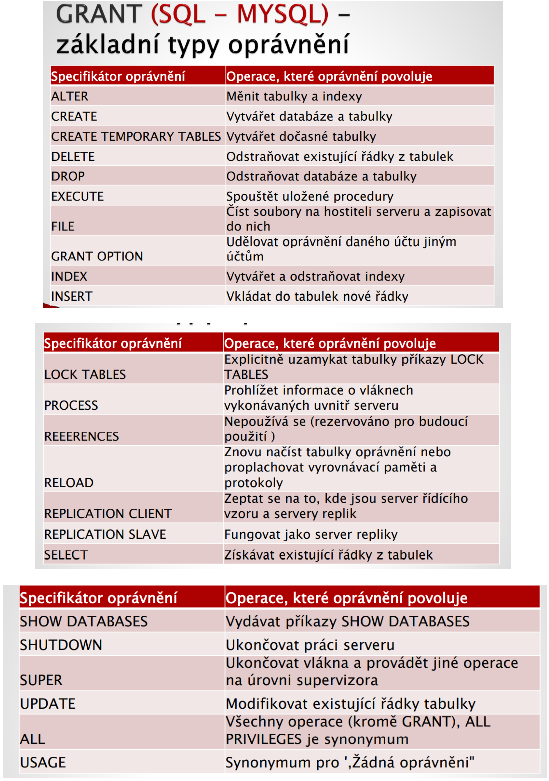 GRANT (SQL – MYSQL) –
základní typy oprávnění
Specifikátor oprávnění Operace, které oprávnění povoluje
ALTER Měnit tabulky a indexy
CREATE Vytvářet databáze a tabulky
CREATE TEMPORARY TABLES Vytvářet dočasné tabulky
DELETE Odstraňovat existující řádky z tabulek
DROP Odstraňovat databáze a tabulky
EXECUTE Spouštět uložené procedury
Číst soubory na hostiteli serveru a zapisovat
FILE do nich
Udělovat oprávnění daného účtu jiným
GRANT OPTION účtům
INDEX Vytvářet a odstraňovat indexy
INSERT Vkládat do tabulek nové řádky
Specifikátor oprávnění Operace, které oprávnění povoluje
Explicitně uzamykat tabulky příkazy LOCK
LOCK TABLES TABLES
Prohlížet informace o vláknech
PROCESS vykonávaných uvnitř serveru
Nepoužívá se (rezervováno pro budoucí
REEERENCES použití )
Znovu načíst tabulky oprávnění nebo
proplachovat vyrovnávací paměti a
RELOAD protokoly
Zeptat se na to, kde jsou server řídícího
REPLICATION CLIENT vzoru a servery replik
REPLICATION SLAVE Fungovat jako server repliky
SELECT Získávat existující řádky z tabulek
Specifikátor oprávnění Operace, které oprávnění povoluje
SHOW DATABASES Vydávat příkazy SHOW DATABASES
SHUTDOWN Ukončovat práci serveru
Ukončovat vlákna a provádět jiné operace
SUPER na úrovni supervizora
UPDATE Modifikovat existující řádky tabulky
Všechny operace (kromě GRANT), ALL
ALL PRIVILEGES je synonymum
USAGE Synonymum pro ',Žádná oprávněni"